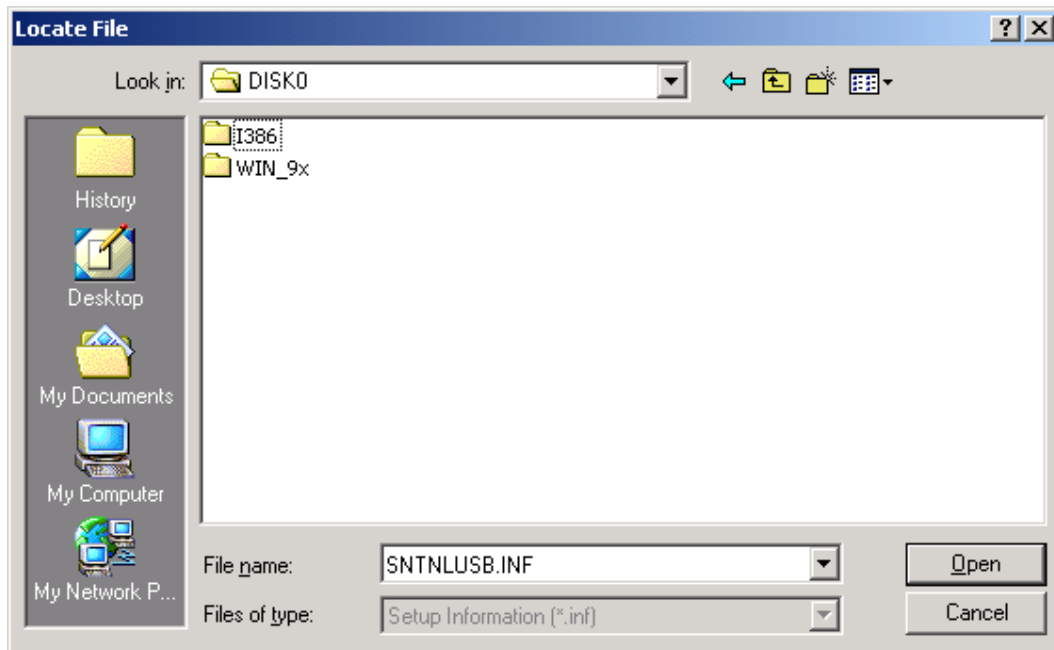 Locate File
Look in: DISK0
I386
WIN_9x
History
Desktop
My Documents
My Computer
My Network P...
File name: SNTNLUSB.INF Open
Files of type: Setup Information (*.inf) Cancel